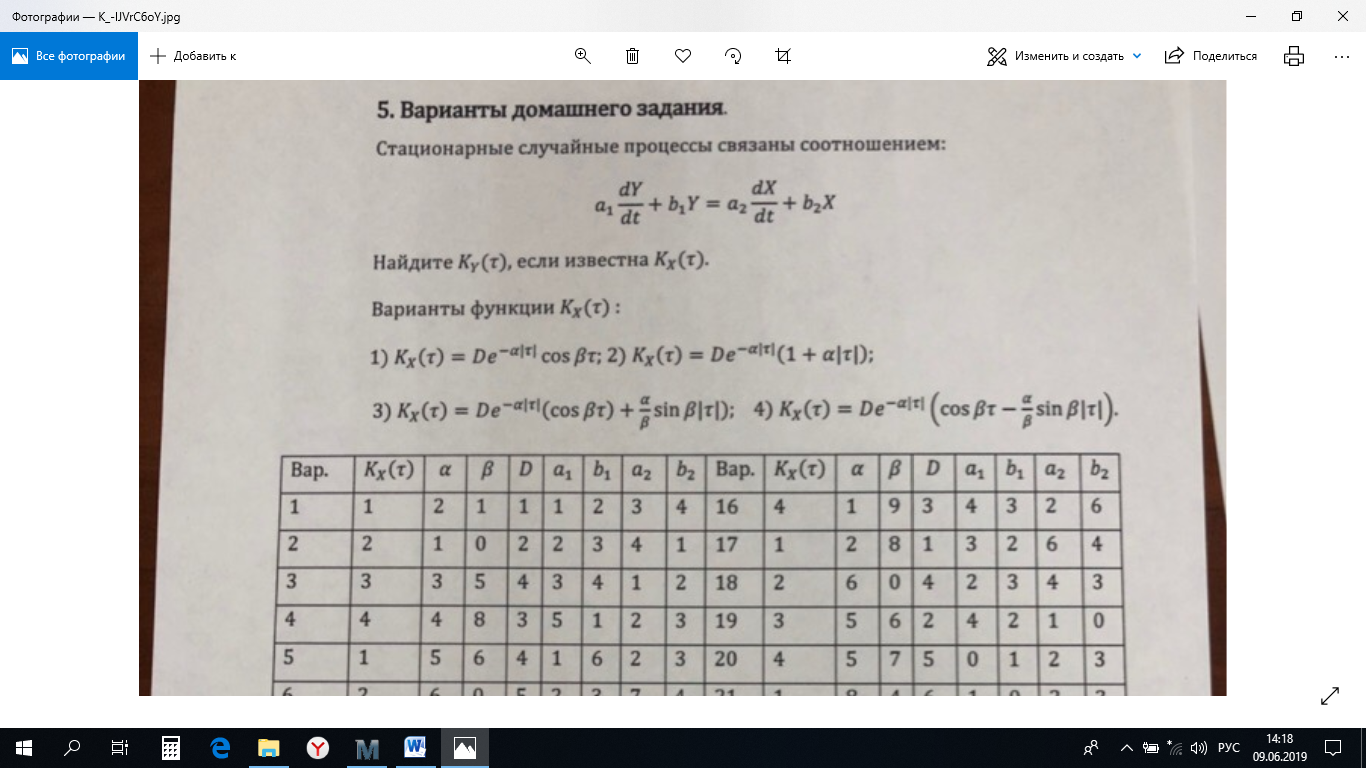 Фотографии — K_-IJVrC6oY.jpg
Все фотографии
Добавить к
Изменить и создать
Поделиться
5. Варианты домашнего задания.
Стационарные случайные процессы связаны соотношением:
a₁ dY/dt + b₁Y = a₂ dX/dt + b₂X
Найдите K_Y(τ), если известна K_X(τ).
Варианты функции K_X(τ) :
1) K_X(τ) = De^{-α|τ|} cos βτ; 2) K_X(τ) = De^{-α|τ|}(1 + α|τ|);
3) K_X(τ) = De^{-α|τ|}(cos βτ) + α/β sin β|τ|); 4) K_X(τ) = De^{-α|τ|} (cos βτ − α/β sin β|τ|).
Вар. K_X(τ) α β D a₁ b₁ a₂ b₂ Вар. K_X(τ) α β D a₁ b₁ a₂ b₂
1 1 2 1 1 1 2 3 4 16 4 1 9 3 4 3 2 6
2 2 1 0 2 2 3 4 1 17 1 2 8 1 3 2 6 4
3 3 3 5 4 3 4 1 2 18 2 6 0 4 2 3 4 3
4 4 4 8 3 5 1 2 3 19 3 5 6 2 4 2 1 0
5 1 5 6 4 1 6 2 3 20 4 5 7 5 0 1 2 3
РУС
14:18
09.06.2019